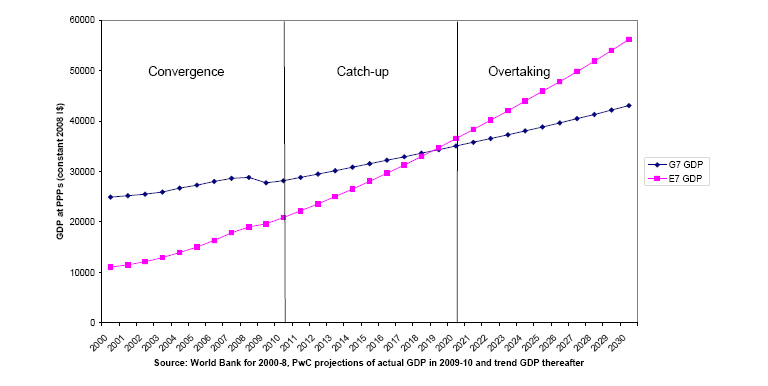 60000
50000
40000
30000
20000
10000
0
GDP at PPPs (constant 2008 I$)
Convergence
Catch-up
Overtaking
G7 GDP
E7 GDP
2000 2001 2002 2003 2004 2005 2006 2007 2008 2009 2010 2011 2012 2013 2014 2015 2016 2017 2018 2019 2020 2021 2022 2023 2024 2025 2026 2027 2028 2029 2030
Source: World Bank for 2000-8, PwC projections of actual GDP in 2009-10 and trend GDP thereafter